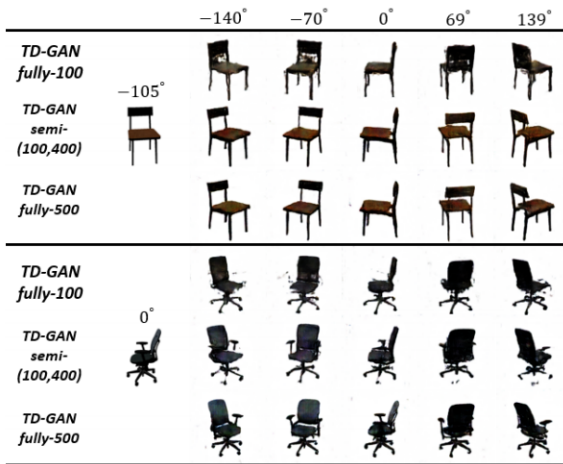 −140° −70° 0° 69° 139°
TD-GAN
fully-100
−105°
TD-GAN
semi-
(100,400)
TD-GAN
fully-500
TD-GAN
fully-100
0°
TD-GAN
semi-
(100,400)
TD-GAN
fully-500